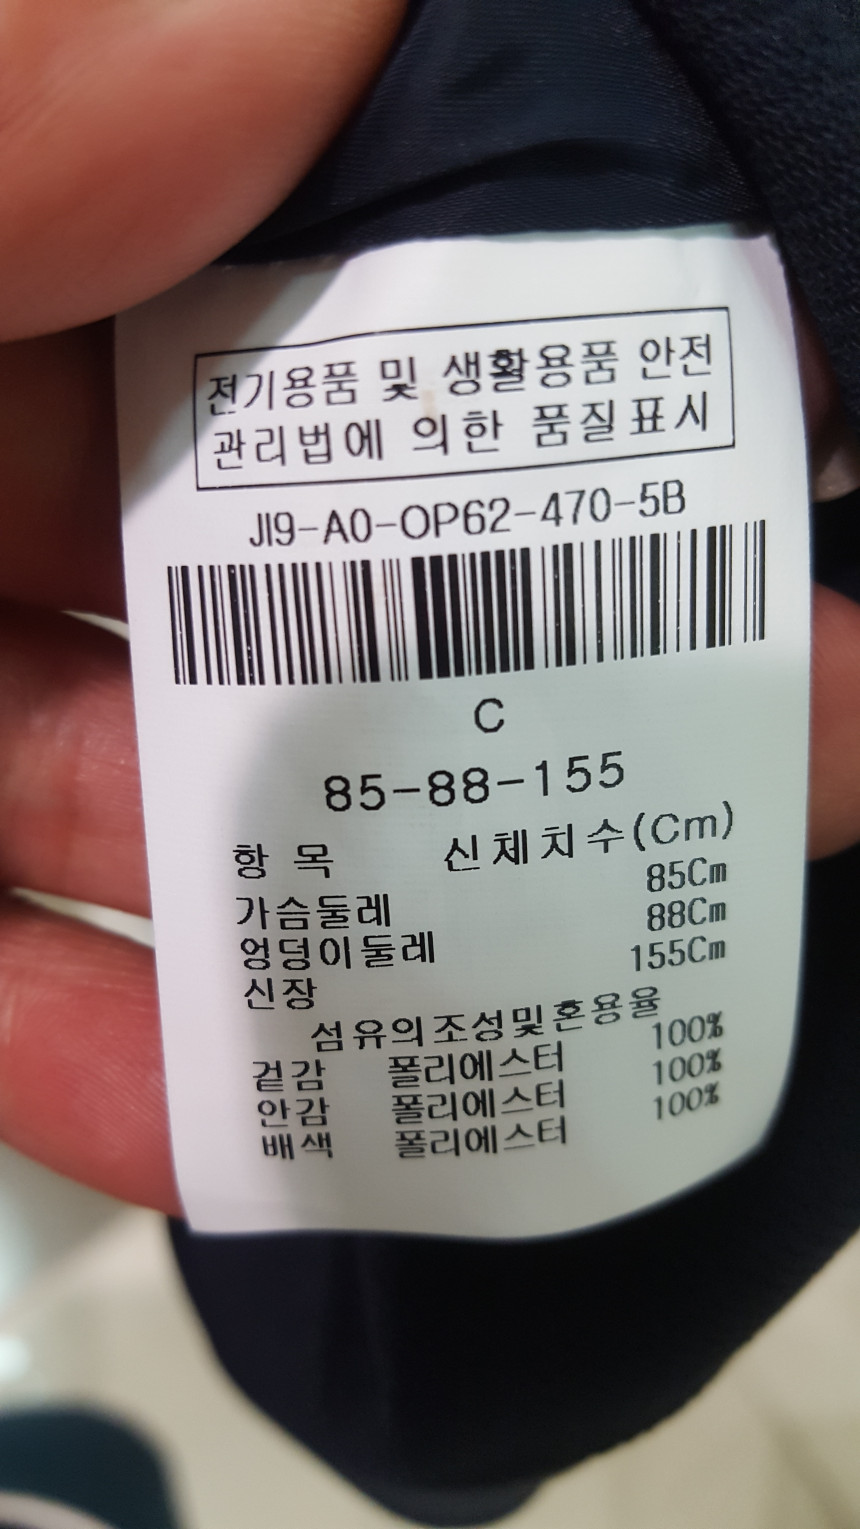 전기용품 및 생활용품 안전
관리법에 의한 품질표시
JI9-A0-OP62-470-5B
C
85-88-155
항 목 신체치수(Cm)
가슴둘레 85Cm
엉덩이둘레 88Cm
신장 155Cm
섬유의조성및혼용율
겉감 폴리에스터 100%
안감 폴리에스터 100%
배색 폴리에스터 100%